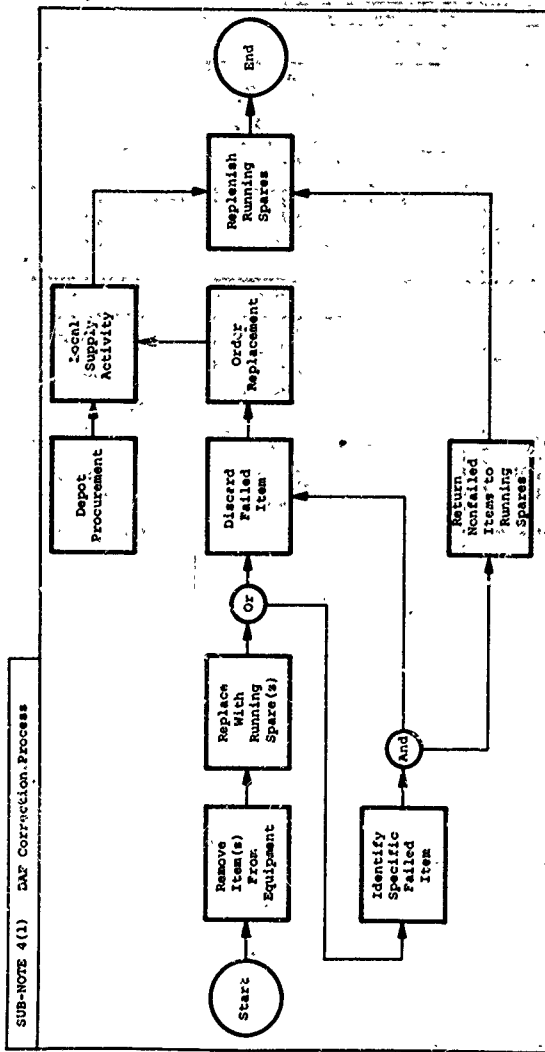 SUB-NOTE 4(1) DAF Correction Process
Start
Remove
Item(s)
From
Equipment
Replace
With
Running
Spare(s)
Or
Discard
Failed
Item
Order
Replacement
Depot
Procurement
Local
Supply
Activity
Replenish
Running
Spares
End
Identify
Specific
Failed
Item
And
Return
Nonfailed
Items to
Running
Spares